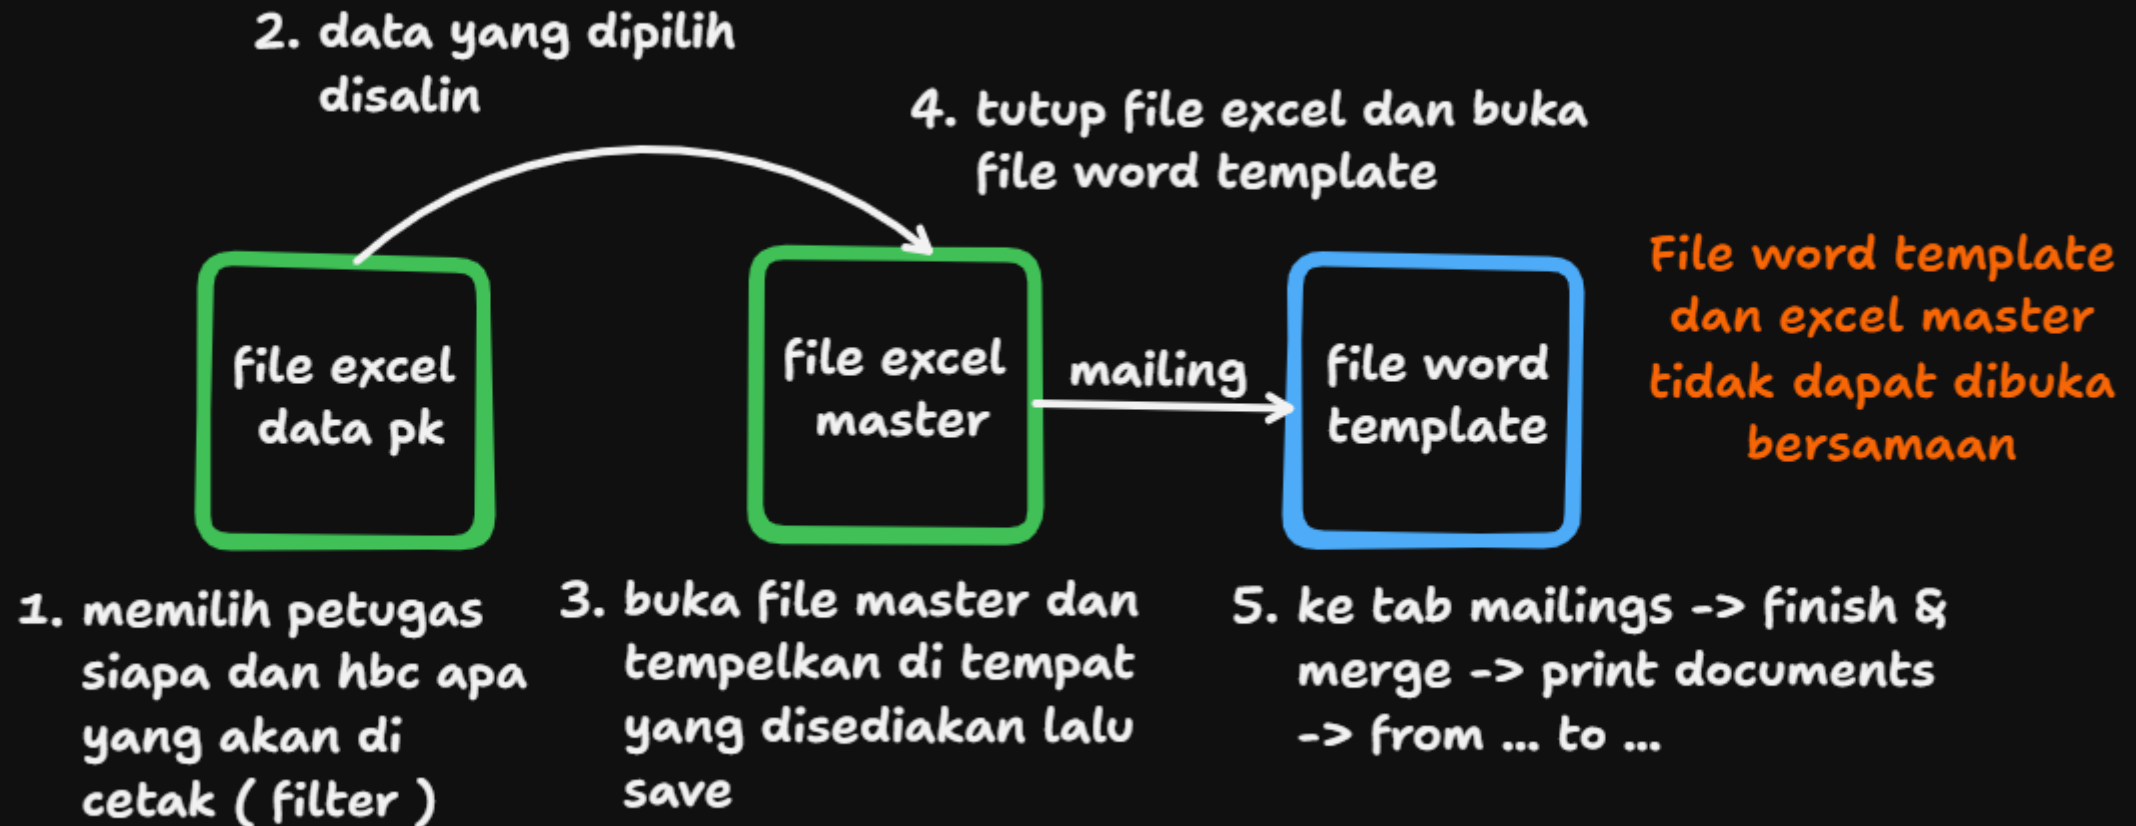 2. data yang dipilih
disalin
4. tutup file excel dan buka
file word template
file excel
data pk
file excel
master
mailing
file word
template
File word template
dan excel master
tidak dapat dibuka
bersamaan
1. memilih petugas
siapa dan hbc apa
yang akan di
cetak ( filter )
3. buka file master dan
tempelkan di tempat
yang disediakan lalu
save
5. ke tab mailings -> finish &
merge -> print documents
-> from ... to ...